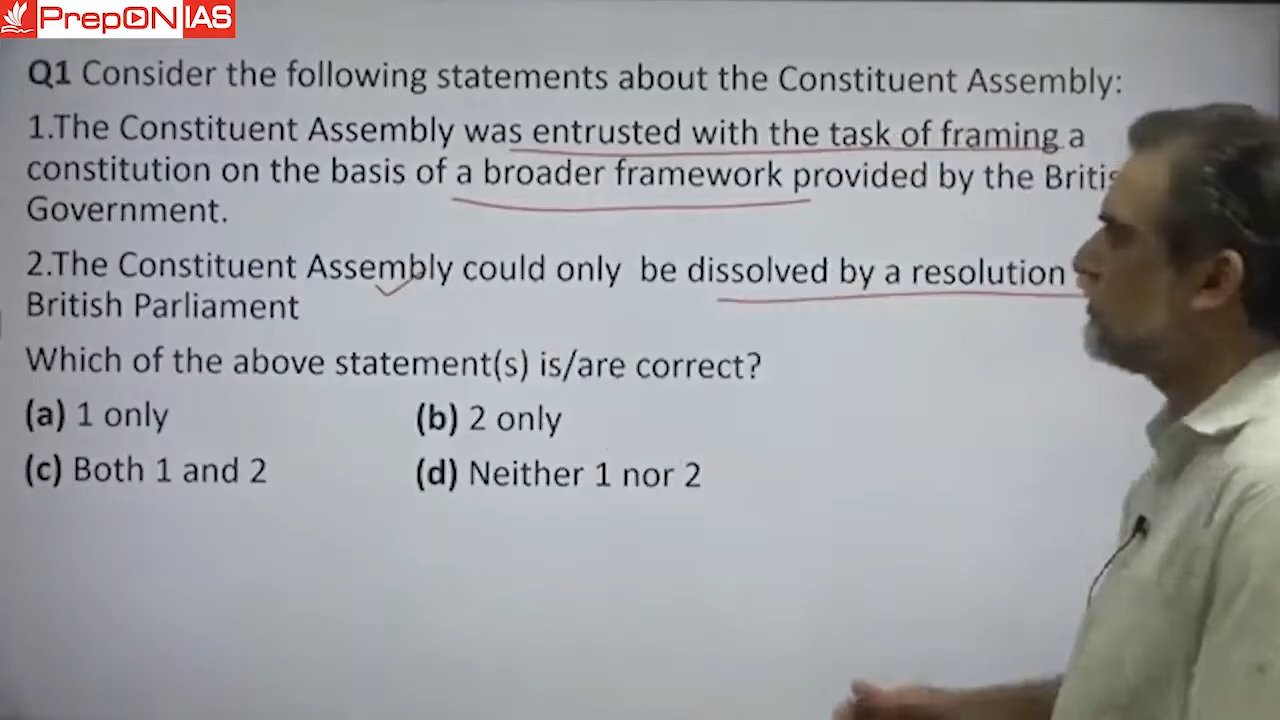 PrepON IAS
Q1 Consider the following statements about the Constituent Assembly:
1.The Constituent Assembly was entrusted with the task of framing a
constitution on the basis of a broader framework provided by the
Government.
2.The Constituent Assembly could only be dissolved by a resolution
British Parliament
Which of the above statement(s) is/are correct?
(a) 1 only
(b) 2 only
(c) Both 1 and 2
(d) Neither 1 nor 2